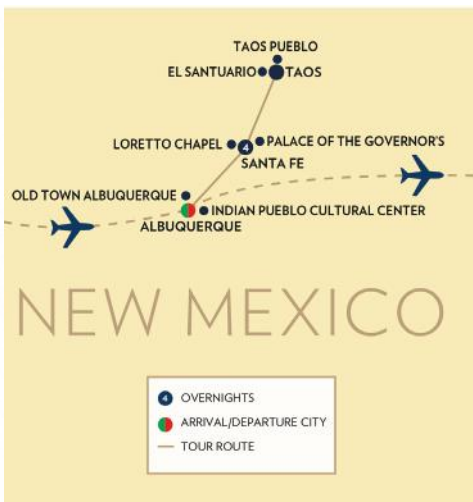 TAOS PUEBLO
EL SANTUARIO
TAOS
LORETTO CHAPEL
4
PALACE OF THE GOVERNOR'S
SANTA FE
OLD TOWN ALBUQUERQUE
INDIAN PUEBLO CULTURAL CENTER
ALBUQUERQUE
NEW MEXICO
4 OVERNIGHTS
ARRIVAL/DEPARTURE CITY
TOUR ROUTE